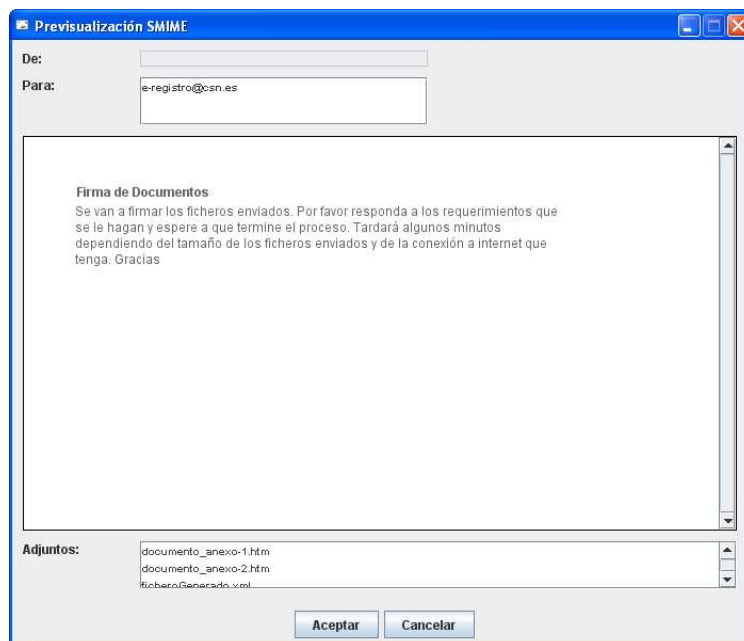 Previsualización SMIME
De:
Para:
e-registro@csn.es
Firma de Documentos
Se van a firmar los ficheros enviados. Por favor responda a los requerimientos que
se le hagan y espere a que termine el proceso. Tardará algunos minutos
dependiendo del tamaño de los ficheros enviados y de la conexión a internet que
tenga. Gracias
Adjuntos:
documento_anexo-1.htm
documento_anexo-2.htm
ficheroGenerado.xml
Aceptar Cancelar